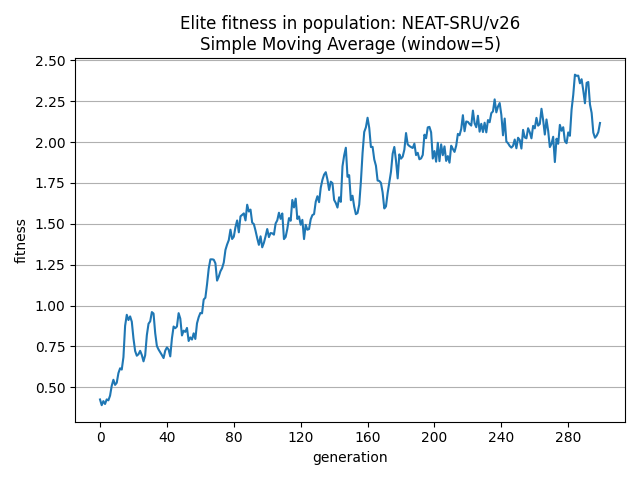 Elite fitness in population: NEAT-SRU/v26
Simple Moving Average (window=5)
2.50
2.25
2.00
1.75
1.50
1.25
1.00
0.75
0.50
fitness
0 40 80 120 160 200 240 280
generation